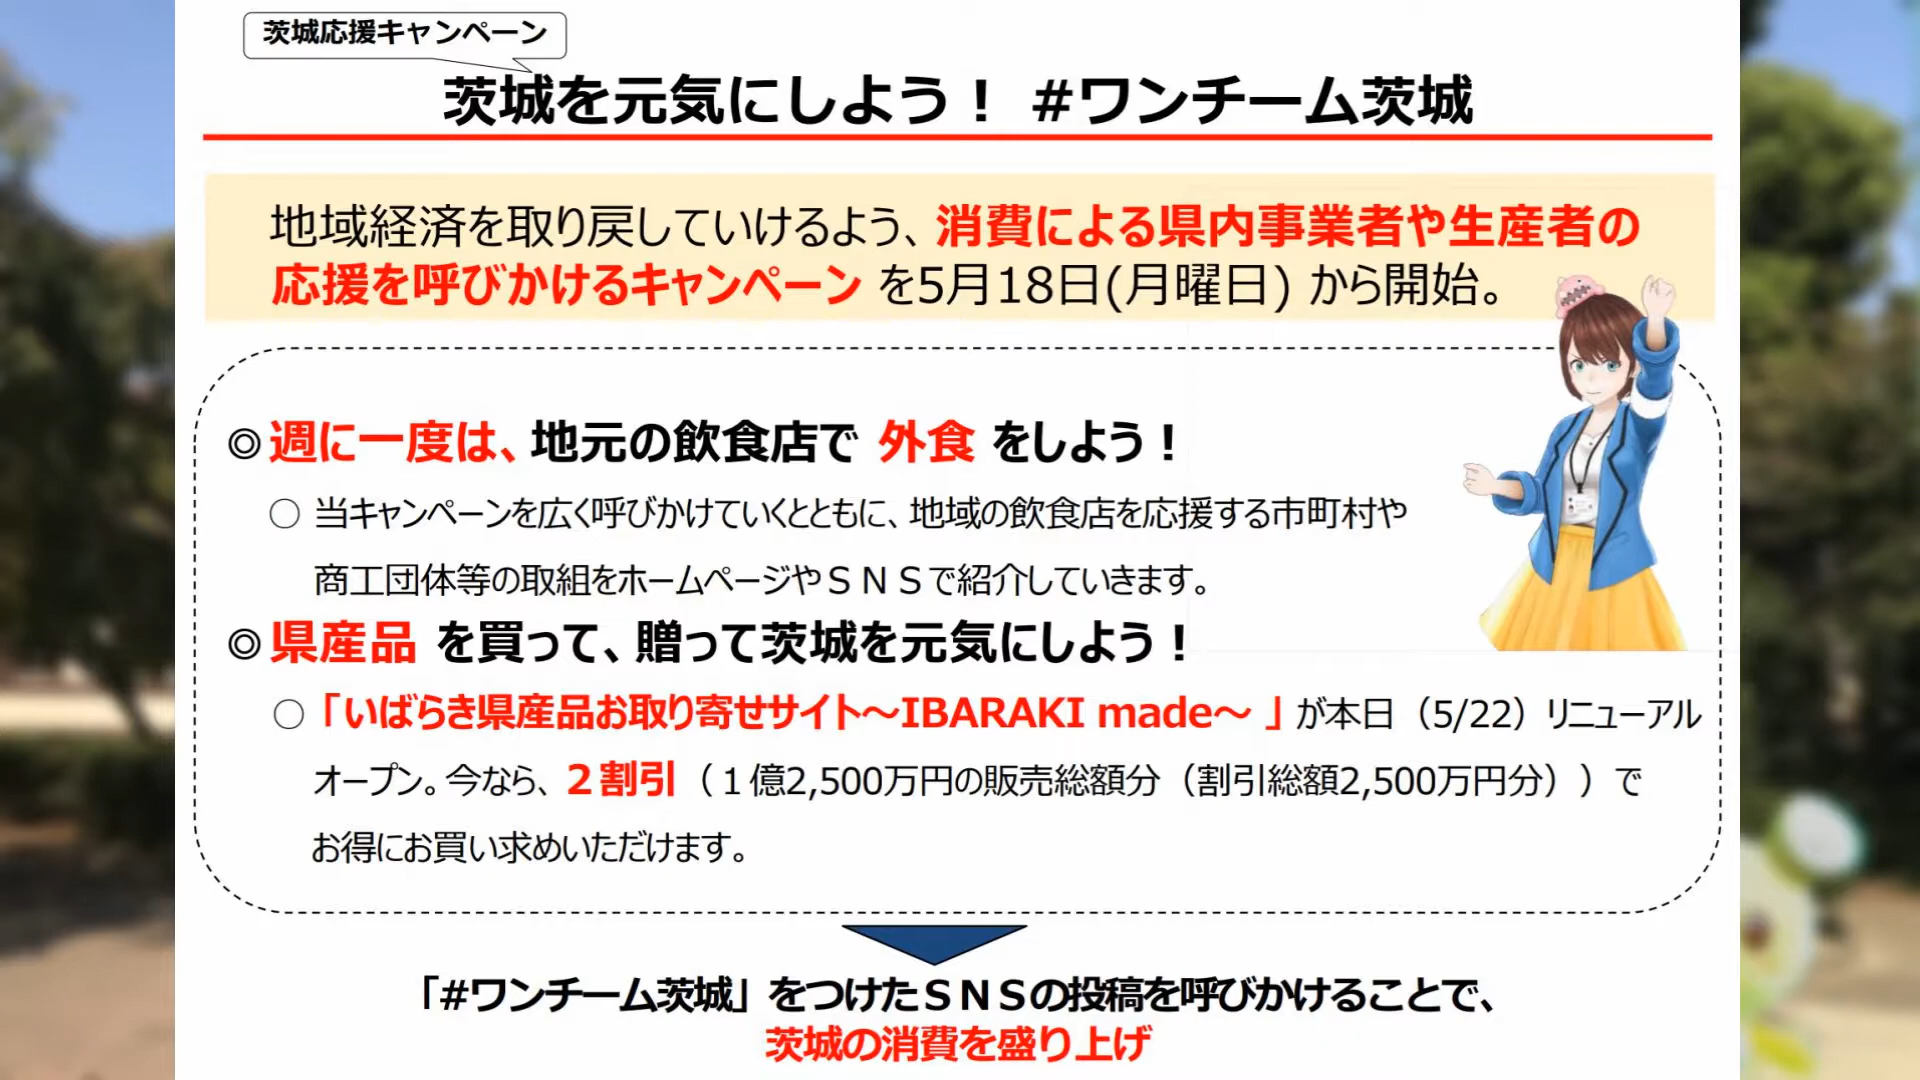 茨城応援キャンペーン
茨城を元気にしよう！ #ワンチーム茨城
地域経済を取り戻していけるよう、消費による県内事業者や生産者の
応援を呼びかけるキャンペーン を5月18日(月曜日) から開始。
◎週に一度は、地元の飲食店で 外食 をしよう！
○ 当キャンペーンを広く呼びかけていくとともに、地域の飲食店を応援する市町村や
商工団体等の取組をホームページやＳＮＳで紹介していきます。
◎県産品 を買って、贈って茨城を元気にしよう！
○「いばらき県産品お取り寄せサイト～IBARAKI made～ 」が本日（5/22）リニューアル
オープン。今なら、２割引（１億2,500万円の販売総額分（割引総額2,500万円分））で
お得にお買い求めいただけます。
「#ワンチーム茨城」をつけたＳＮＳの投稿を呼びかけることで、
茨城の消費を盛り上げ